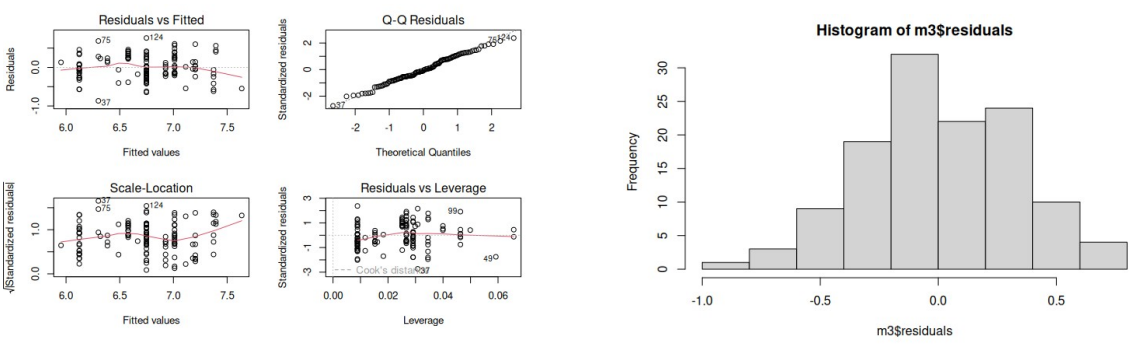 Residuals vs Fitted
Residuals
75
124
37
0.0
-1.0
6.0 6.5 7.0 7.5
Fitted values
Q-Q Residuals
Standardized residuals
75124
37
2
0
-2
-2 -1 0 1 2
Theoretical Quantiles
Scale-Location
√|Standardized residuals|
37
75
124
1.0
0.0
6.0 6.5 7.0 7.5
Fitted values
Residuals vs Leverage
Standardized residuals
99
49
37
Cook's distance
3
1
-1
-3
0.00 0.02 0.04 0.06
Leverage
Histogram of m3$residuals
Frequency
30
25
20
15
10
5
0
-1.0 -0.5 0.0 0.5
m3$residuals